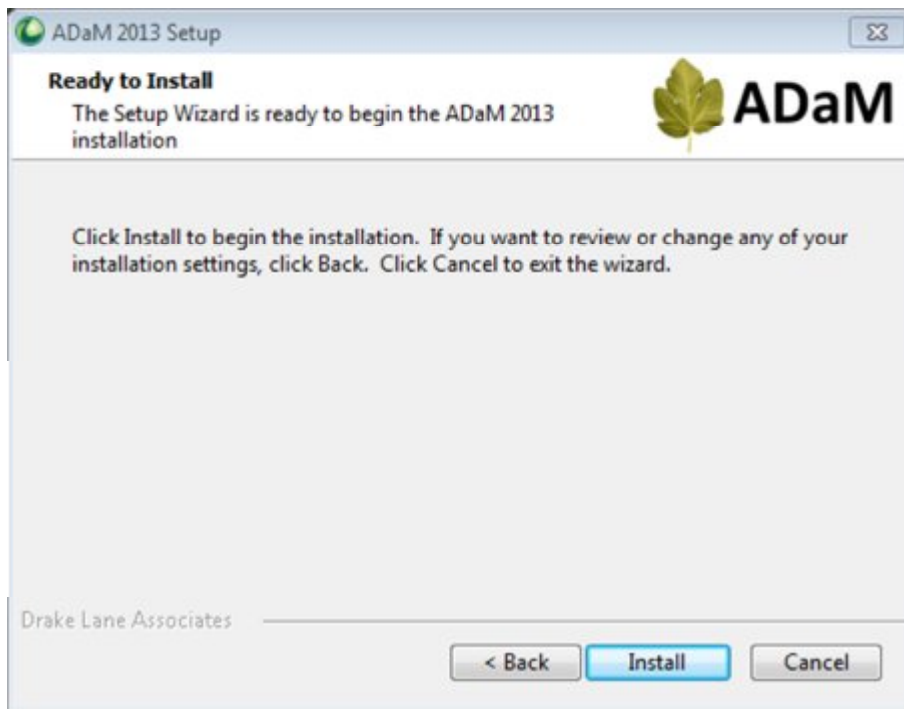 ADaM 2013 Setup
Ready to Install
The Setup Wizard is ready to begin the ADaM 2013
installation
ADaM
Click Install to begin the installation.  If you want to review or change any of your
installation settings, click Back.  Click Cancel to exit the wizard.
Drake Lane Associates
< Back
Install
Cancel